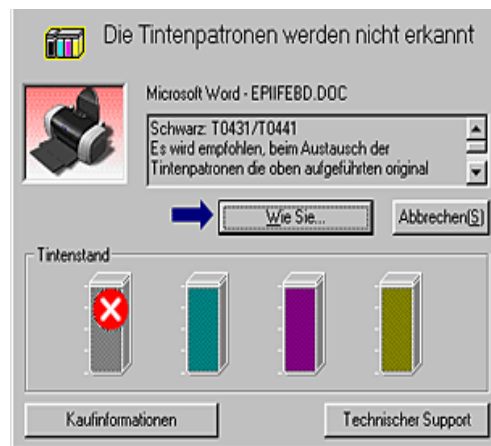 Die Tintenpatronen werden nicht erkannt
Microsoft Word - EPIIFEBD.DOC
Schwarz: T0431/T0441
Es wird empfohlen, beim Austausch der
Tintenpatronen die oben aufgeführten original
Wie Sie...
Abbrechen(S)
Tintenstand
Kaufinformationen
Technischer Support